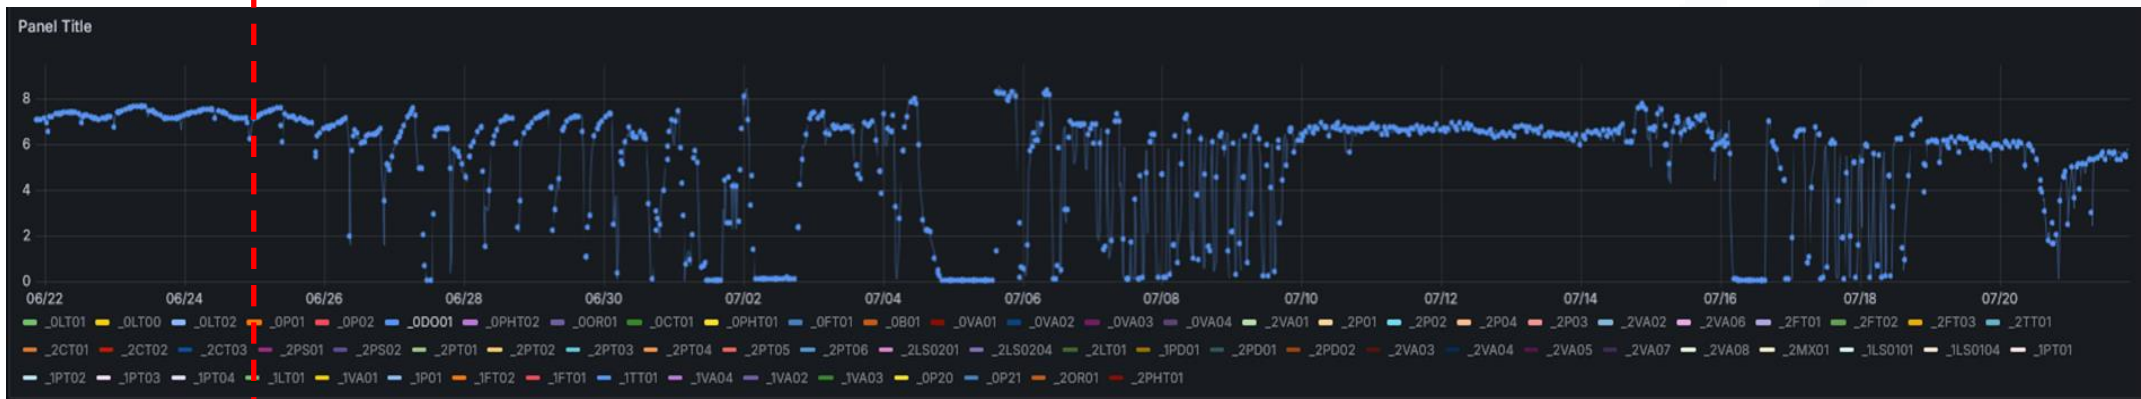 Panel Title
8
6
4
2
0
06/22 06/24 06/26 06/28 06/30 07/02 07/04 07/06 07/08 07/10 07/12 07/14 07/16 07/18 07/20
_0LT01 _0LT00 _0LT02 _0P01 _0P02 _0DO01 _0PHT02 _0OR01 _0CT01 _0PHT01 _0FT01 _0B01 _0VA01 _0VA02 _0VA03 _0VA04 _2VA01 _2P01 _2P02 _2P04 _2P03 _2VA02 _2VA06 _2FT01 _2FT02 _2FT03 _2TT01
_2CT01 _2CT02 _2CT03 _2PS01 _2PS02 _2PT01 _2PT02 _2PT03 _2PT04 _2PT05 _2PT06 _2LS0201 _2LS0204 _2LT01 _1PD01 _2PD01 _2PD02 _2VA03 _2VA04 _2VA05 _2VA07 _2VA08 _2MX01 _1LS0101 _1LS0104 _1PT01
_1PT02 _1PT03 _1PT04 _1LT01 _1VA01 _1P01 _1FT02 _1FT01 _1TT01 _1VA04 _1VA02 _1VA03 _0P20 _0P21 _2OR01 _2PHT01